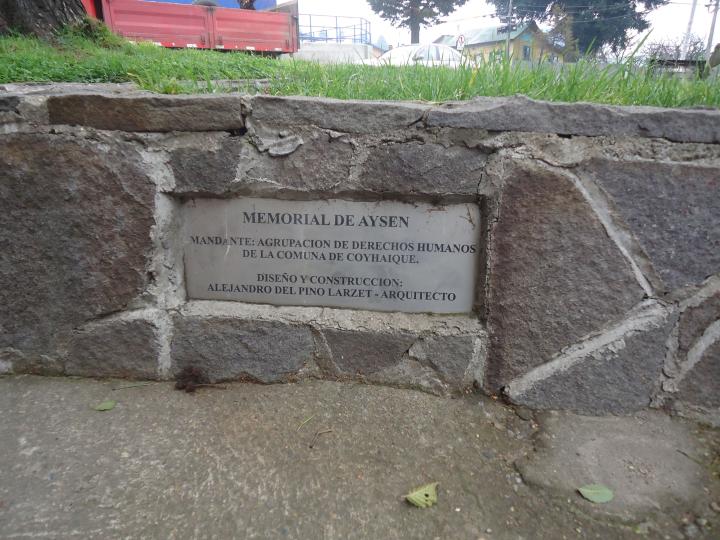 MEMORIAL DE AYSEN
MANDANTE: AGRUPACION DE DERECHOS HUMANOS
DE LA COMUNA DE COYHAIQUE.
DISEÑO Y CONSTRUCCION:
ALEJANDRO DEL PINO LARZET - ARQUITECTO